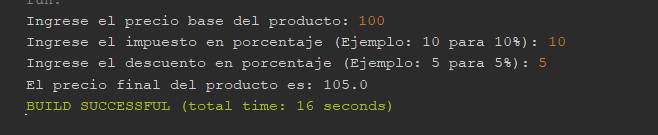 run:
Ingrese el precio base del producto: 100
Ingrese el impuesto en porcentaje (Ejemplo: 10 para 10%): 10
Ingrese el descuento en porcentaje (Ejemplo: 5 para 5%): 5
El precio final del producto es: 105.0
BUILD SUCCESSFUL (total time: 16 seconds)